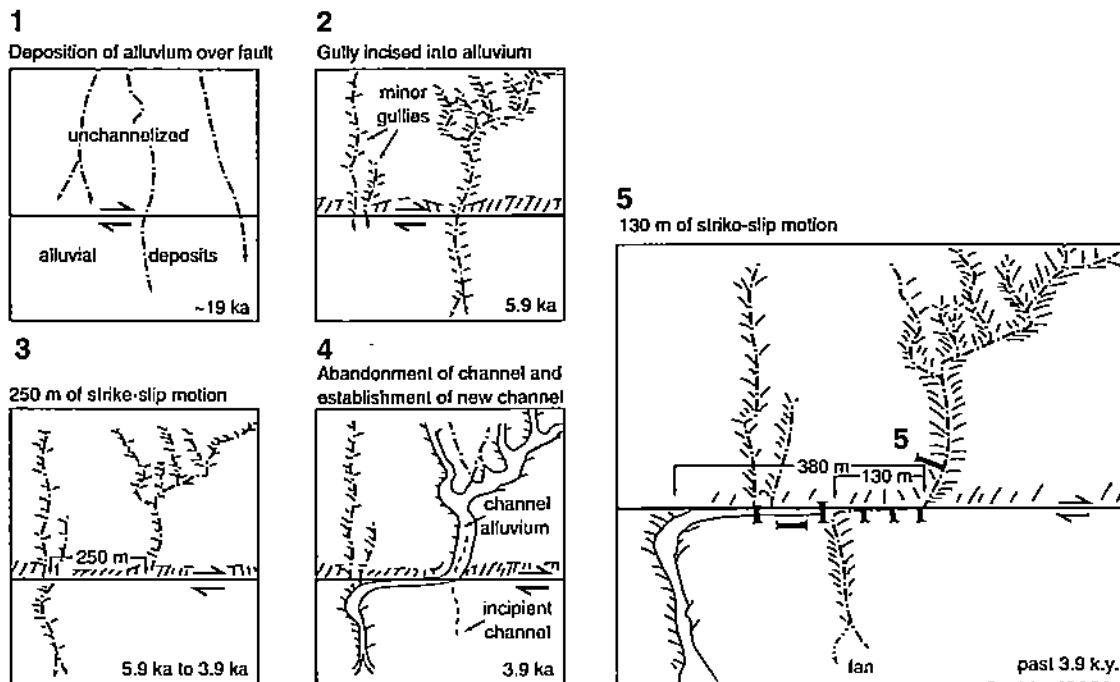 1
Deposition of alluvium over fault
unchannelized
alluvial deposits
~19 ka
2
Gully incised into alluvium
minor
gullies
5.9 ka
3
250 m of strike-slip motion
250 m
5.9 ka to 3.9 ka
4
Abandonment of channel and
establishment of new channel
channel
alluvium
incipient
channel
3.9 ka
5
130 m of strike-slip motion
5
380 m
130 m
fan
past 3.9 k.y.